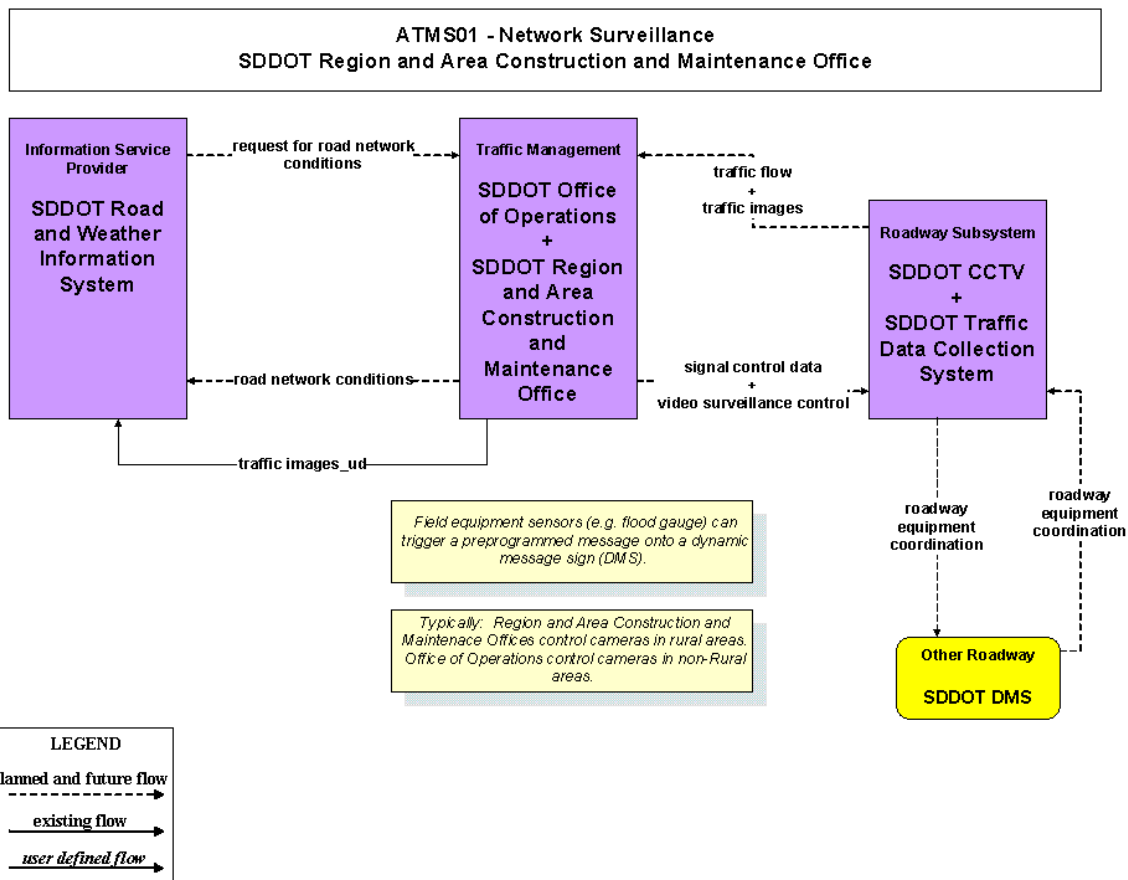 ATMS01 - Network Surveillance
SDDOT Region and Area Construction and Maintenance Office
Information Service
Provider
SDDOT Road
and Weather
Information
System
request for road network
conditions
Traffic Management
SDDOT Office
of Operations
+
SDDOT Region
and Area
Construction
and
Maintenance
Office
traffic flow
+
traffic images
Roadway Subsystem
SDDOT CCTV
+
SDDOT Traffic
Data Collection
System
road network conditions
signal control data
+
video surveillance control
traffic images_ud
roadway
equipment
coordination
roadway
equipment
coordination
Field equipment sensors (e.g. flood gauge) can
trigger a preprogrammed message onto a dynamic
message sign (DMS).
Typically: Region and Area Construction and
Maintenace Offices control cameras in rural areas.
Office of Operations control cameras in non-Rural
areas.
Other Roadway
SDDOT DMS
LEGEND
lanned and future flow
existing flow
user defined flow